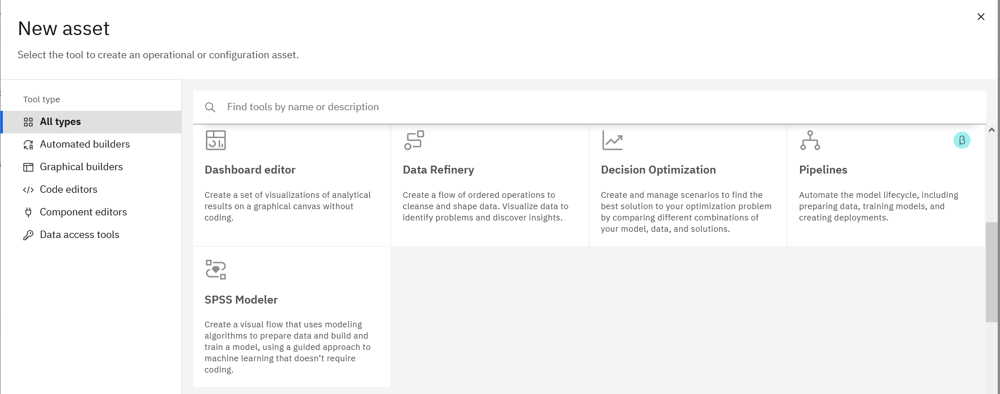 New asset
Select the tool to create an operational or configuration asset.
Tool type
All types
Automated builders
Graphical builders
Code editors
Component editors
Data access tools
Find tools by name or description
Dashboard editor
Create a set of visualizations of analytical
results on a graphical canvas without
coding.
Data Refinery
Create a flow of ordered operations to
cleanse and shape data. Visualize data to
identify problems and discover insights.
Decision Optimization
Create and manage scenarios to find the
best solution to your optimization problem
by comparing different combinations of
your model, data, and solutions.
β
Pipelines
Automate the model lifecycle, including
preparing data, training models, and
creating deployments.
SPSS Modeler
Create a visual flow that uses modeling
algorithms to prepare data and build and
train a model, using a guided approach to
machine learning that doesn’t require
coding.